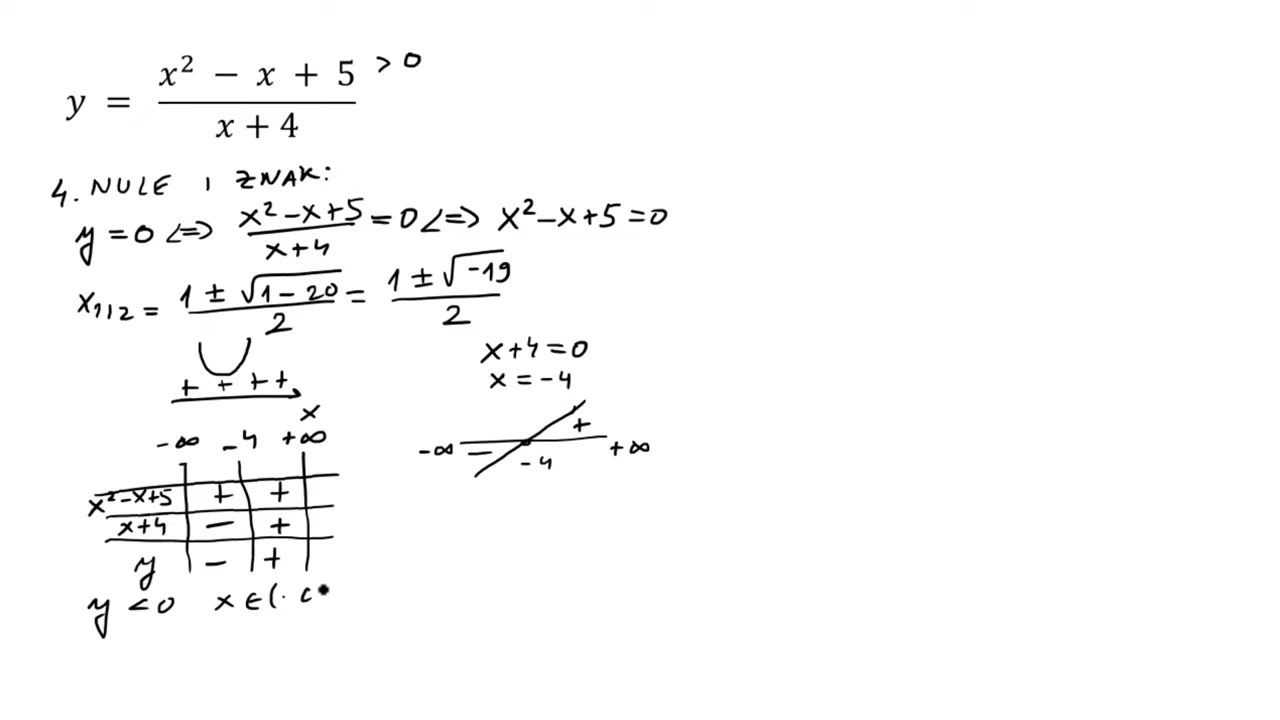 y = (x² − x + 5)/(x + 4) > 0
4. NULE I ZNAK:
y = 0 <=> (x² − x + 5)/(x + 4) = 0 <=> x² − x + 5 = 0
x₁,₂ = (1 ± √(1 − 20))/2 = (1 ± √−19)/2
x + 4 = 0
x = −4
+ + + +
x
−∞ − 4 +∞
−∞ − −4 + +∞
x² − x + 5 + +
x + 4 − +
y − +
y < 0 x ∈ (